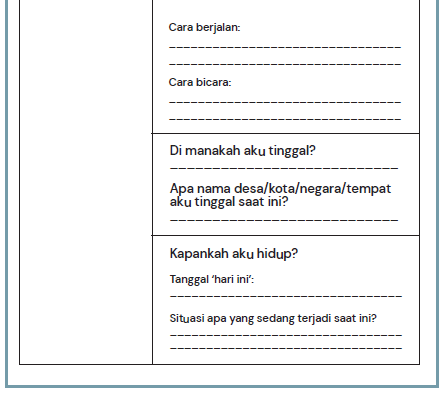 Cara berjalan:
Cara bicara:
Di manakah aku tinggal?
Apa nama desa/kota/negara/tempat
aku tinggal saat ini?
Kapankah aku hidup?
Tanggal ‘hari ini’:
Situasi apa yang sedang terjadi saat ini?